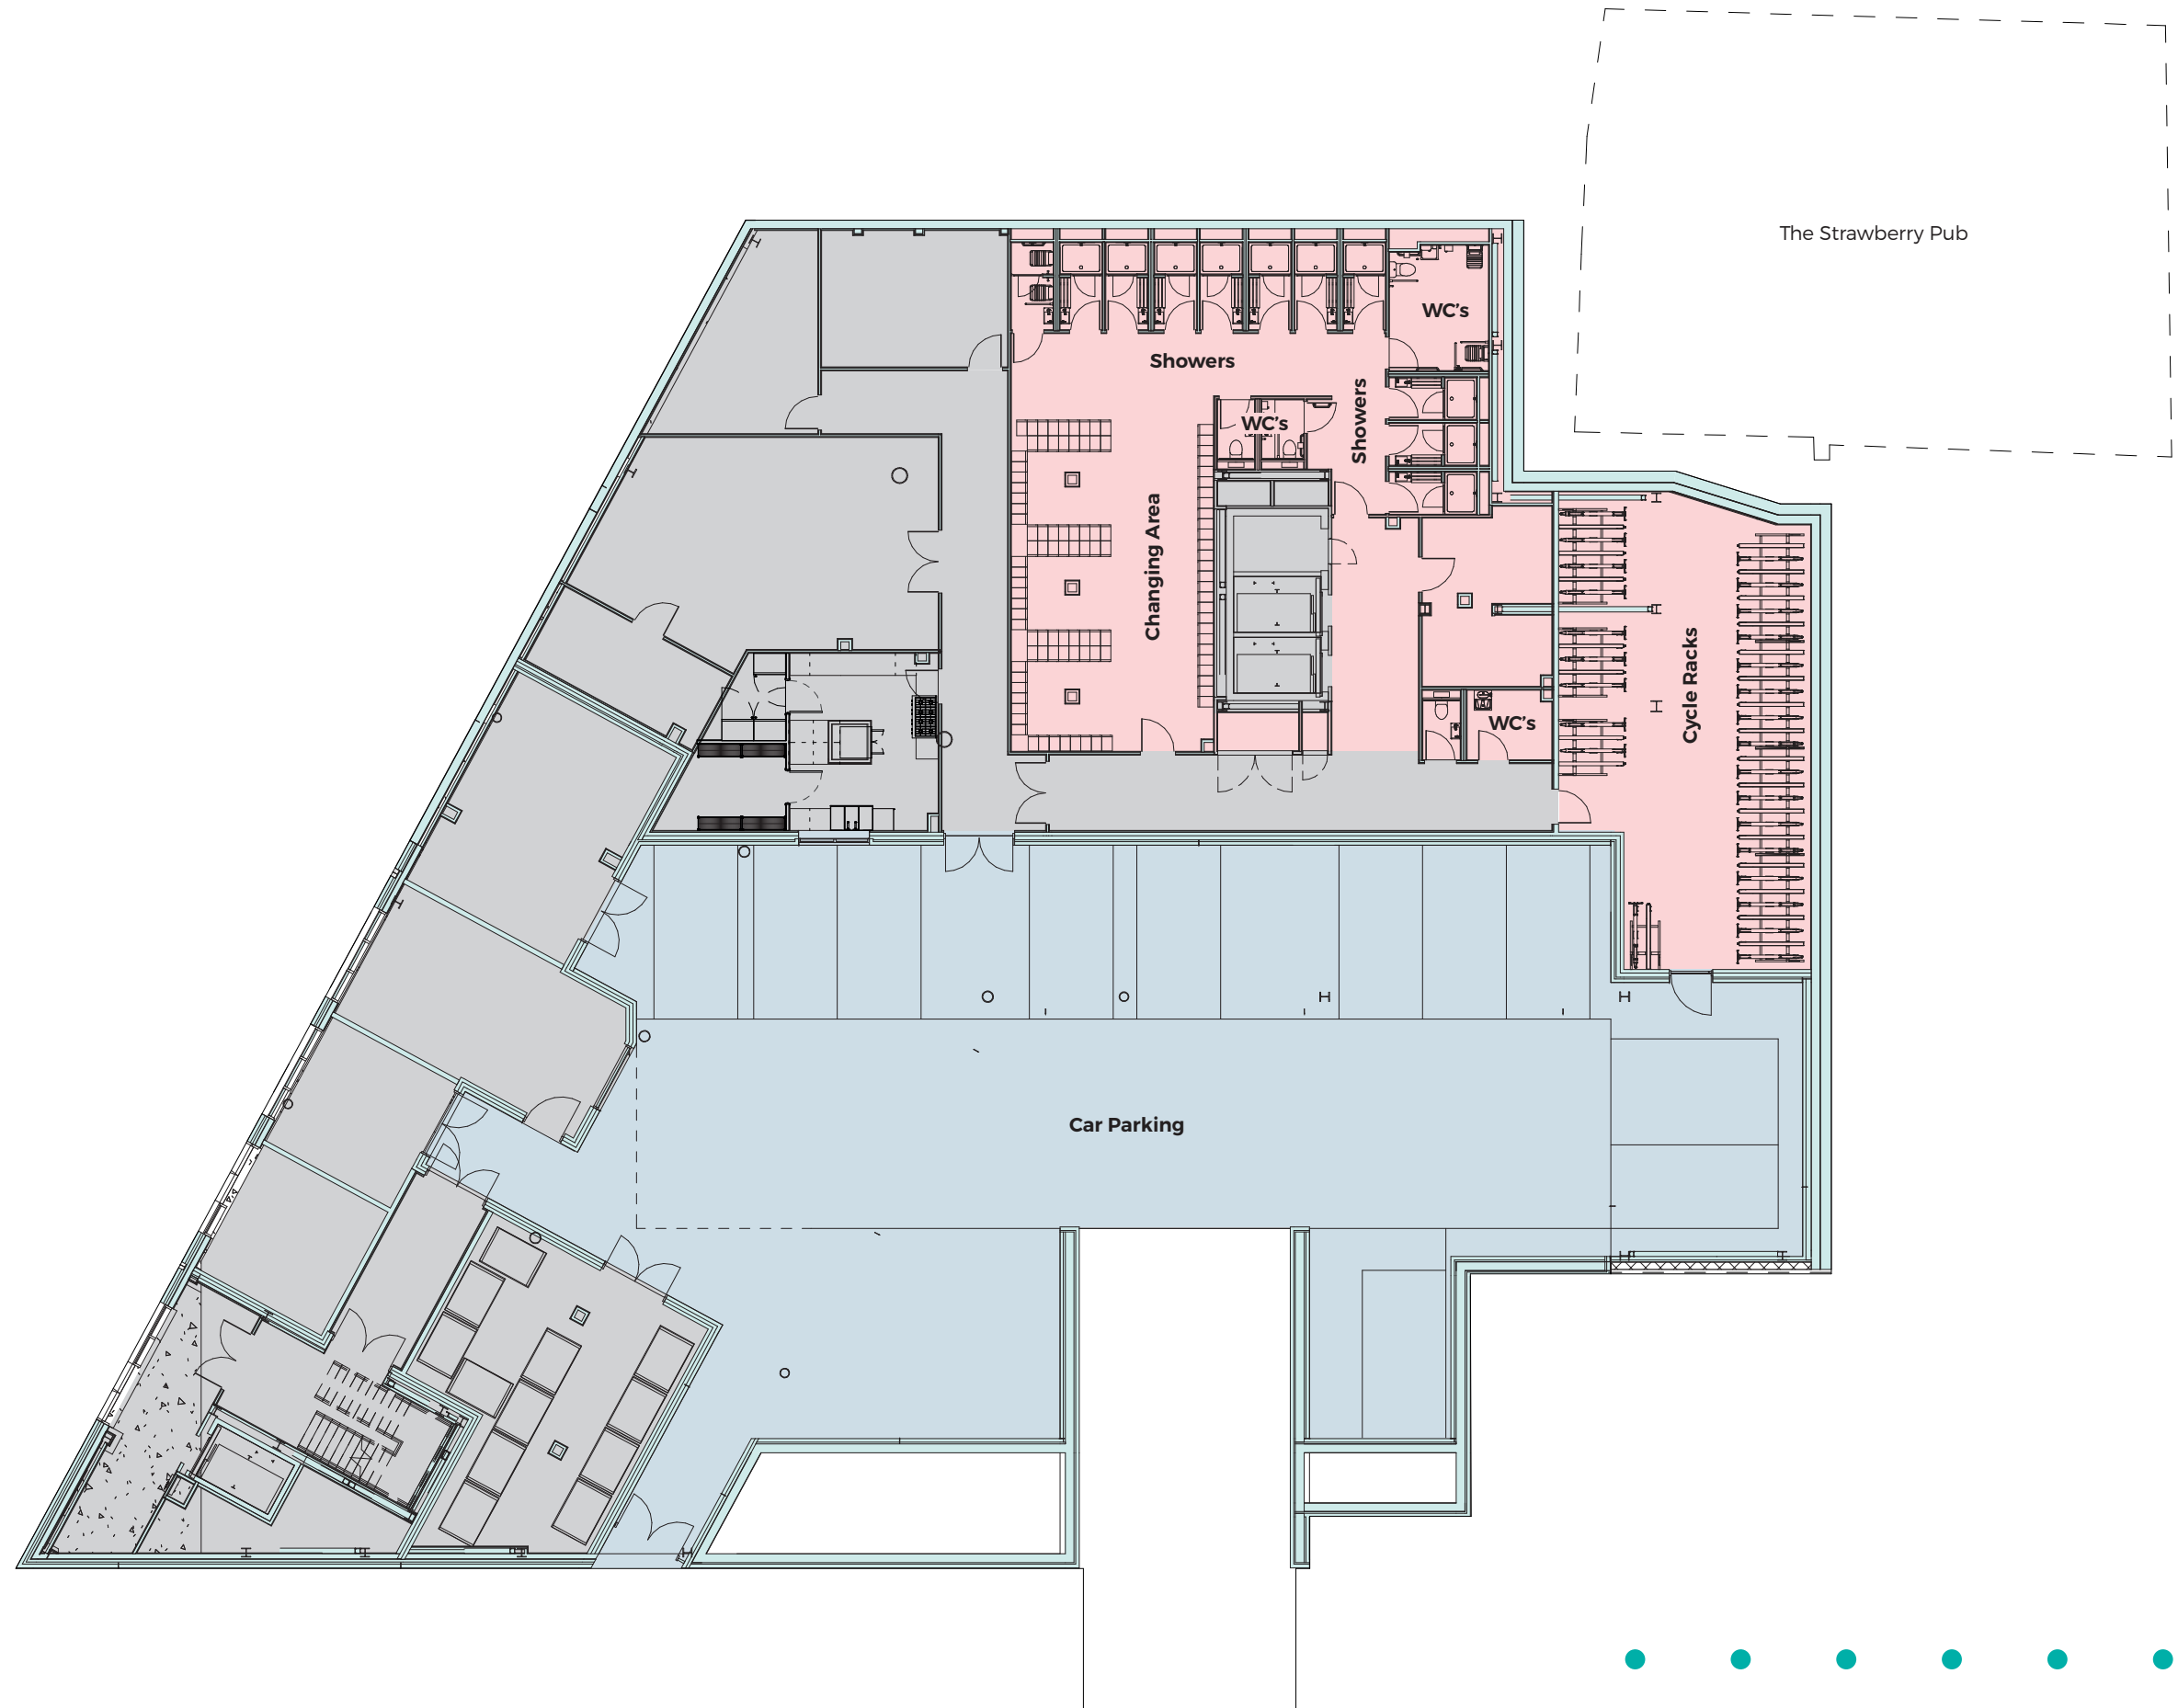 The Strawberry Pub
WC's
Showers
Showers
WC's
Changing Area
Cycle Racks
WC's
Car Parking